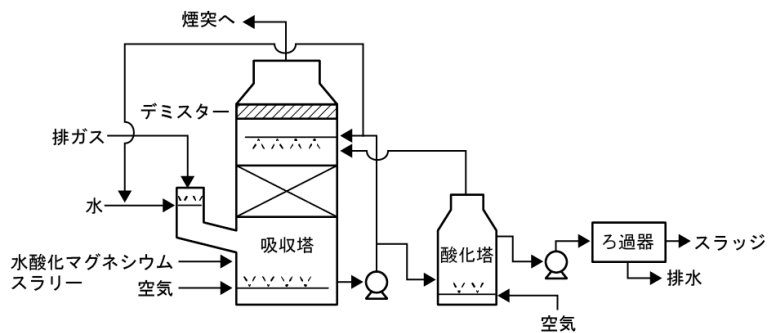 煙突へ
デミスター
排ガス
水
吸収塔
水酸化マグネシウム
スラリー
空気
酸化塔
ろ過器
スラッジ
排水
空気